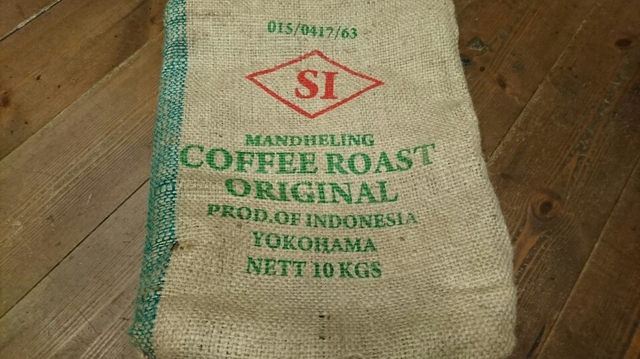 015/0417/63
SI
MANDHELING
COFFEE ROAST
ORIGINAL
PROD.OF INDONESIA
YOKOHAMA
NETT 10 KGS